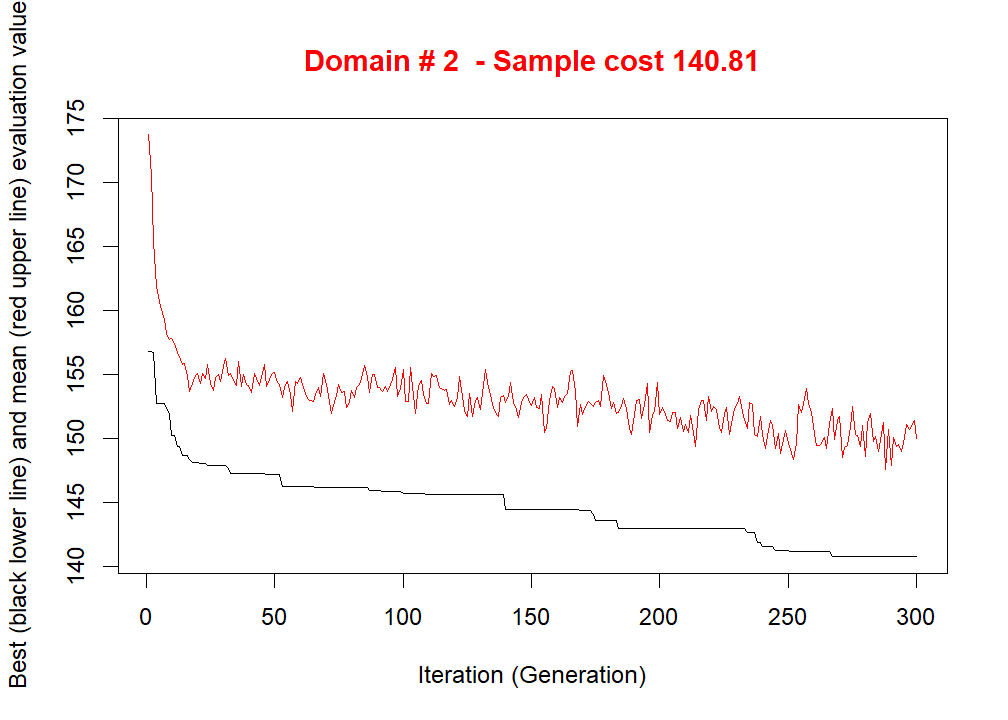 Domain # 2  - Sample cost 140.81
Best (black lower line) and mean (red upper line) evaluation value
175
170
165
160
155
150
145
140
0 50 100 150 200 250 300
Iteration (Generation)